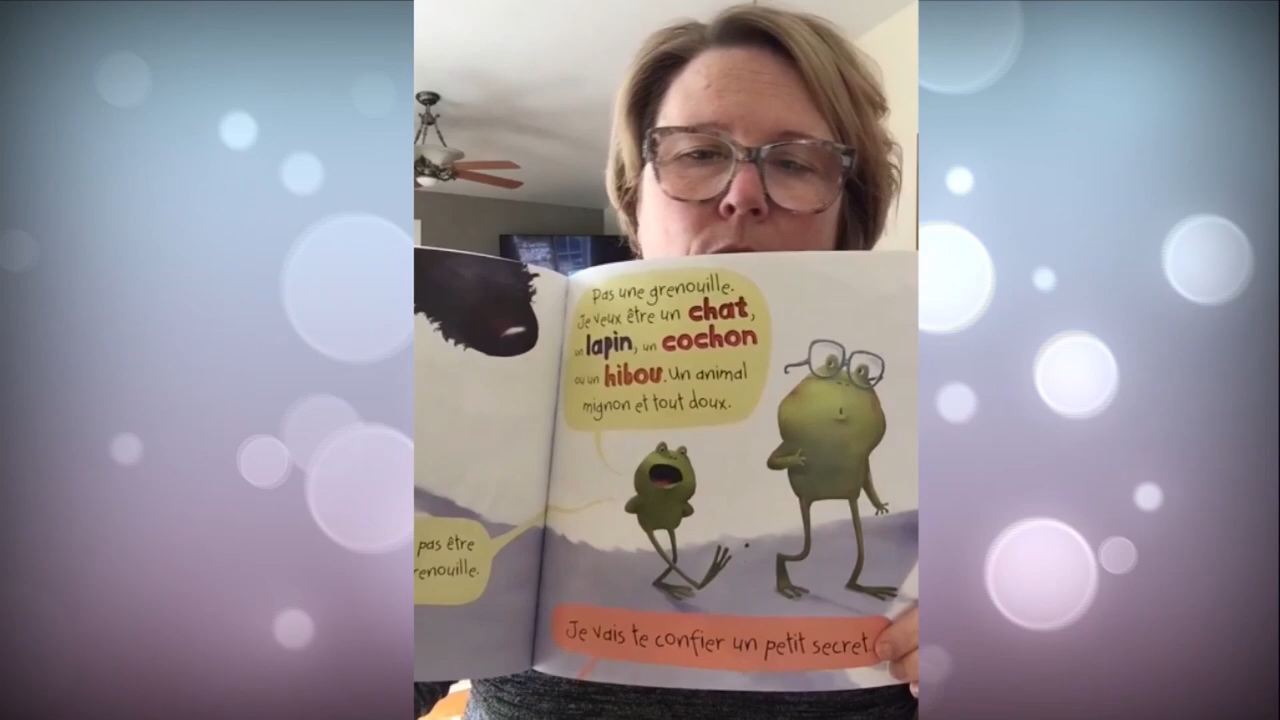 pas être
renouille.
Pas une grenouille.
Je veux être un chat,
un lapin, un cochon
ou un hibou. Un animal
mignon et tout doux.
Je vais te confier un petit secret.